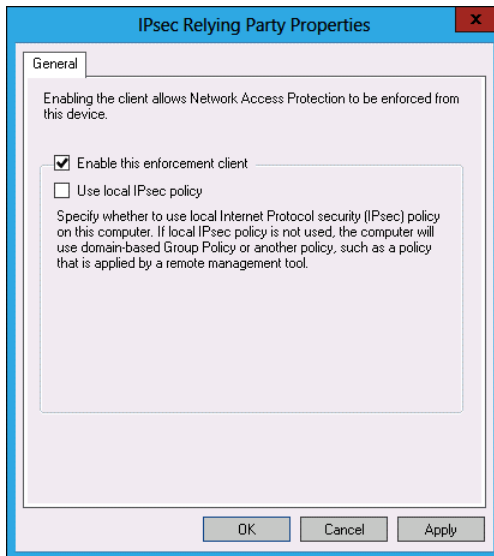 IPsec Relying Party Properties
x
General
Enabling the client allows Network Access Protection to be enforced from
this device.
Enable this enforcement client
Use local IPsec policy
Specify whether to use local Internet Protocol security (IPsec) policy
on this computer. If local IPsec policy is not used, the computer will
use domain-based Group Policy or another policy, such as a policy
that is applied by a remote management tool.
OK
Cancel
Apply